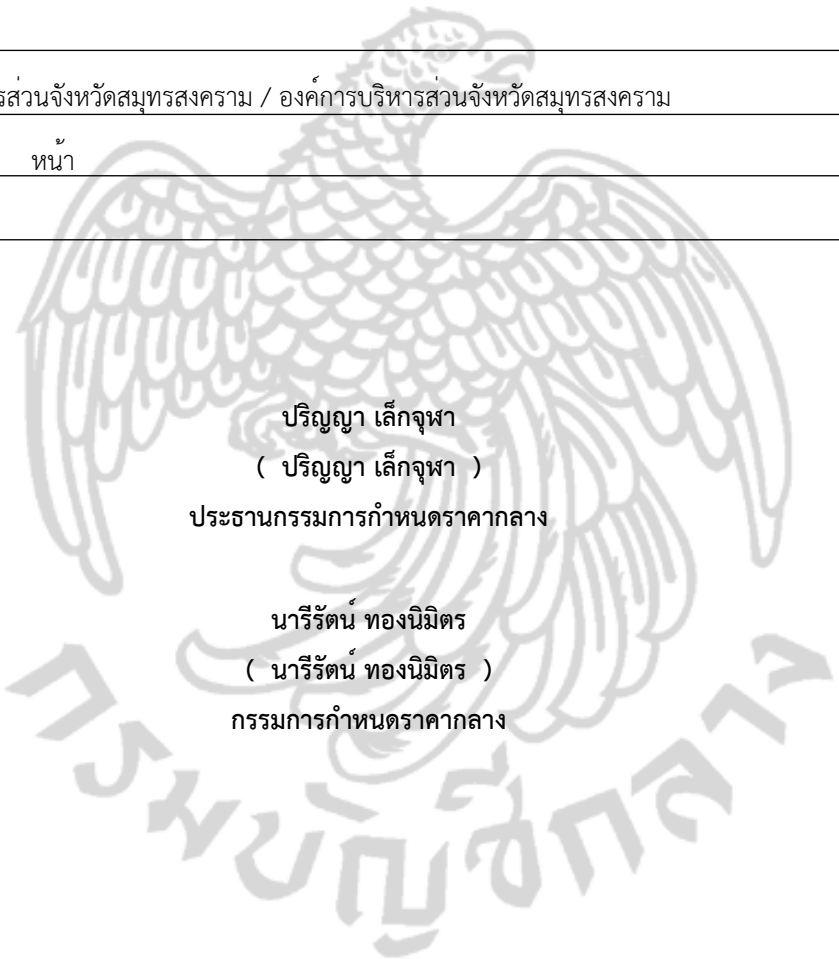 รส่วนจังหวัดสมุทรสงคราม / องค์การบริหารส่วนจังหวัดสมุทรสงคราม
หน้า
ปริญญา เล็กจุฬา
( ปริญญา เล็กจุฬา )
ประธานกรรมการกำหนดราคากลาง
นารีรัตน์ ทองนิมิตร
( นารีรัตน์ ทองนิมิตร )
กรรมการกำหนดราคากลาง
กรมบัญชีกลาง